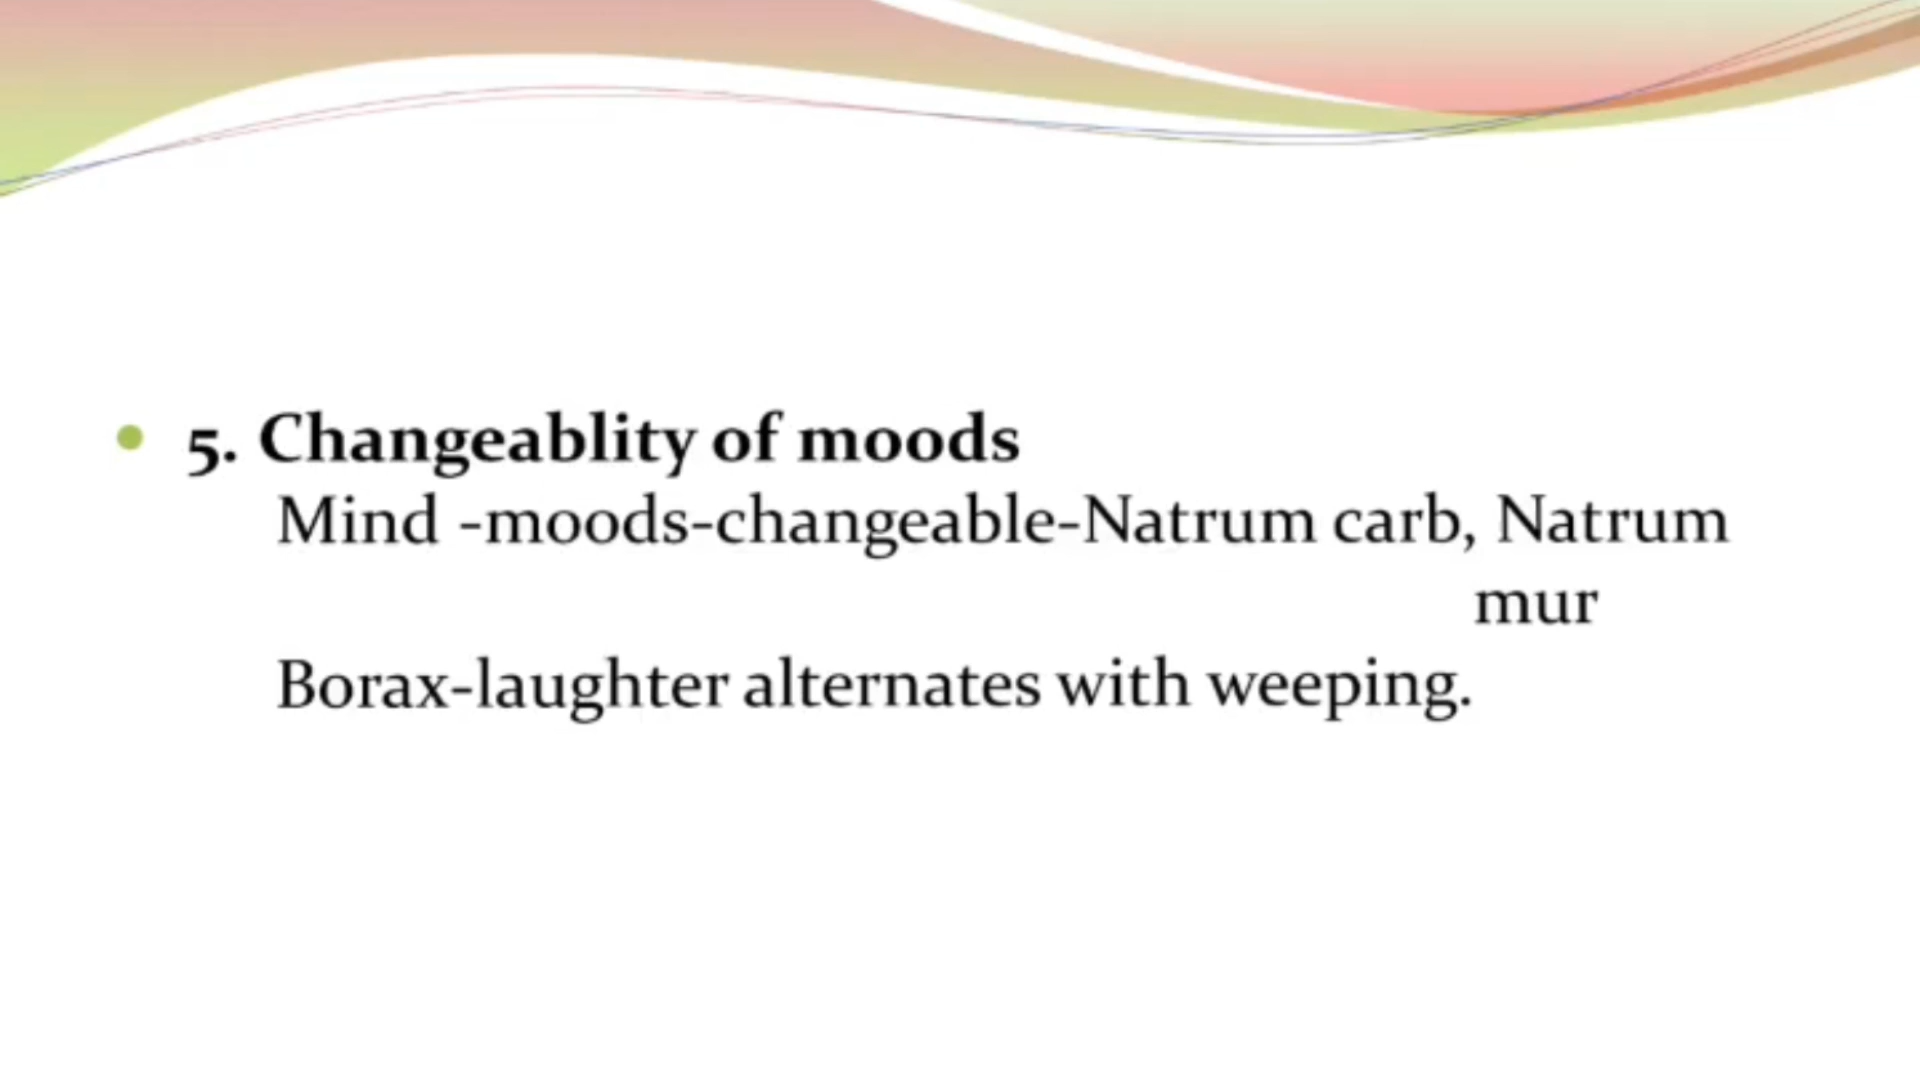 • 5. Changeablity of moods
Mind -moods-changeable-Natrum carb, Natrum
mur
Borax-laughter alternates with weeping.